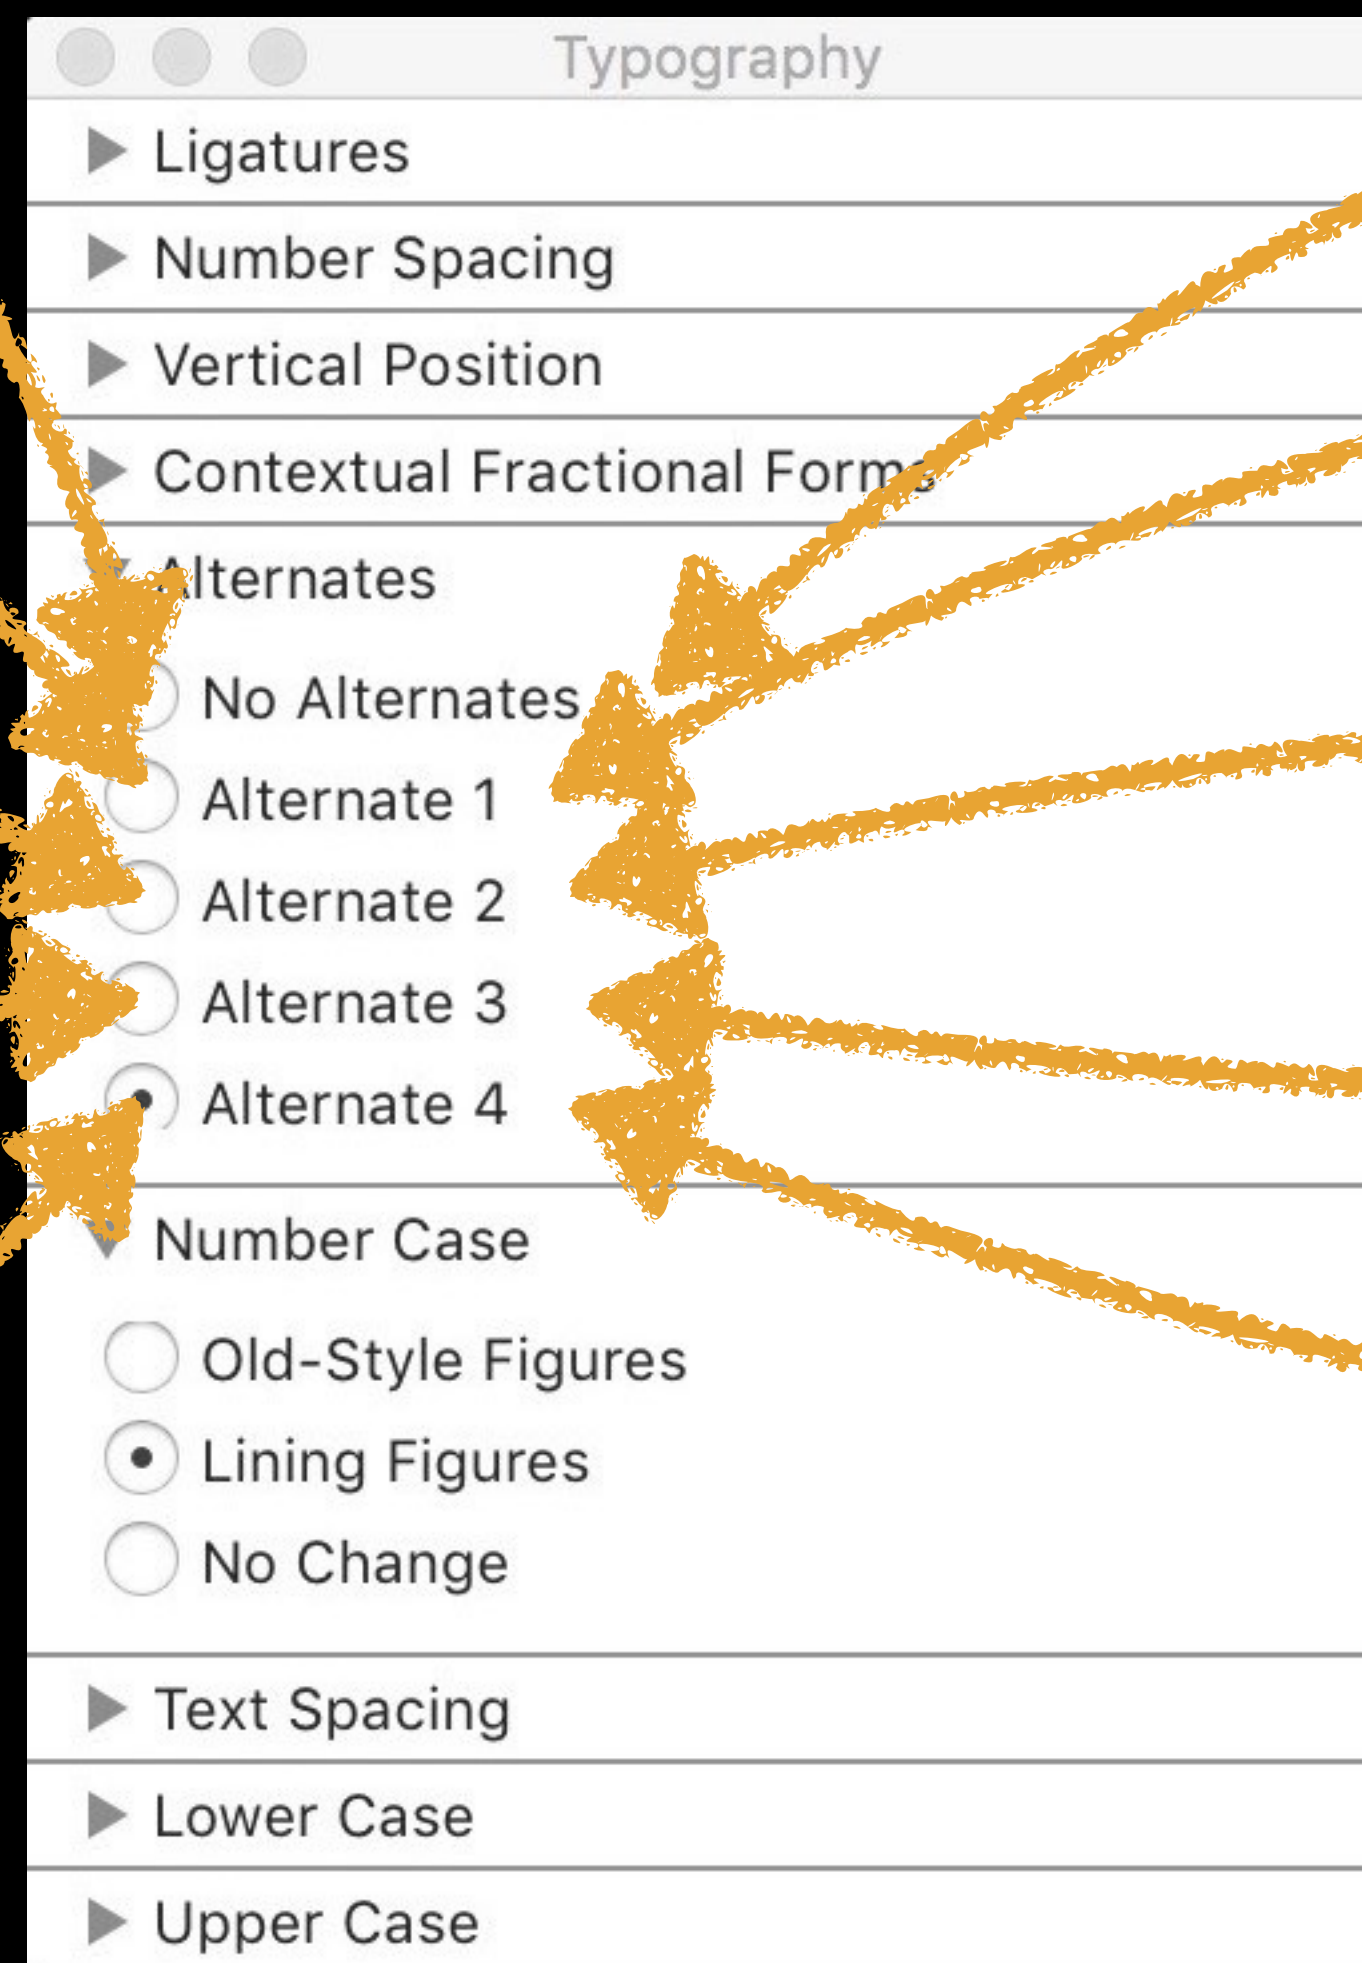 Typography
Ligatures
Number Spacing
Vertical Position
Contextual Fractional Forms
Alternates
No Alternates
Alternate 1
Alternate 2
Alternate 3
Alternate 4
Number Case
Old-Style Figures
Lining Figures
No Change
Text Spacing
Lower Case
Upper Case